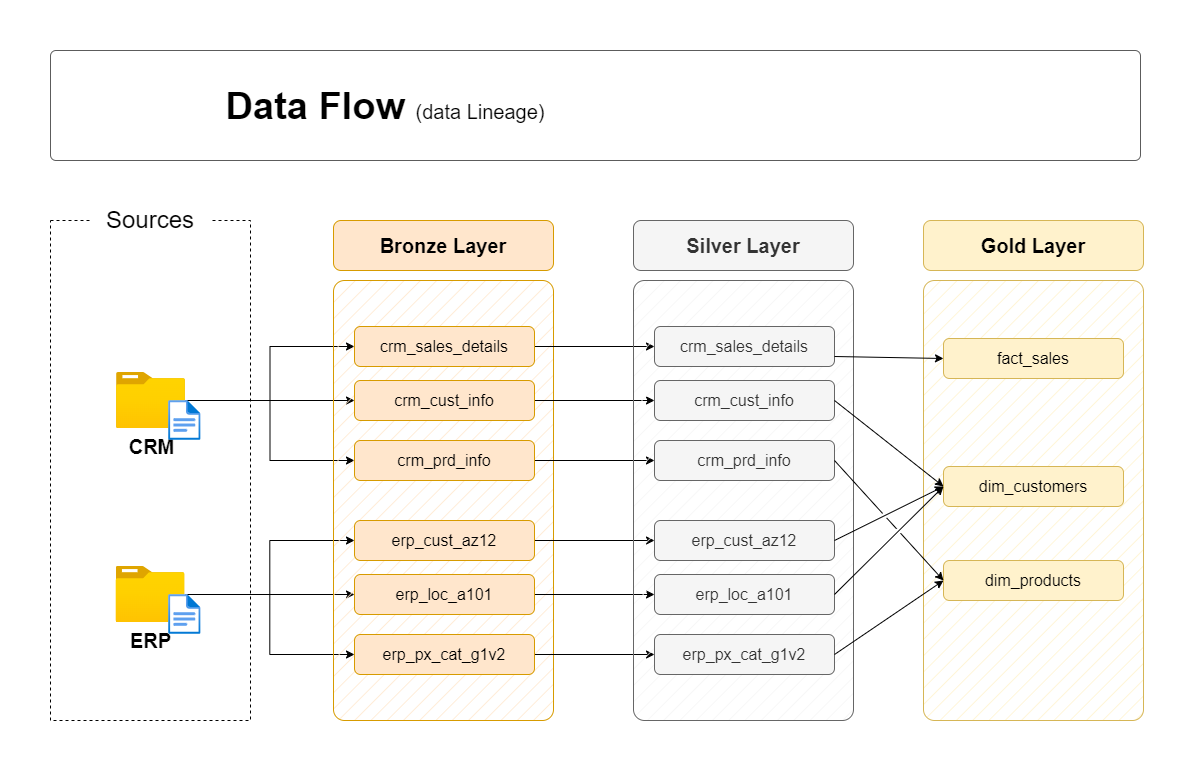 Data Flow (data Lineage)
Sources
Bronze Layer
Silver Layer
Gold Layer
CRM
ERP
crm_sales_details
crm_cust_info
crm_prd_info
erp_cust_az12
erp_loc_a101
erp_px_cat_g1v2
crm_sales_details
crm_cust_info
crm_prd_info
erp_cust_az12
erp_loc_a101
erp_px_cat_g1v2
fact_sales
dim_customers
dim_products